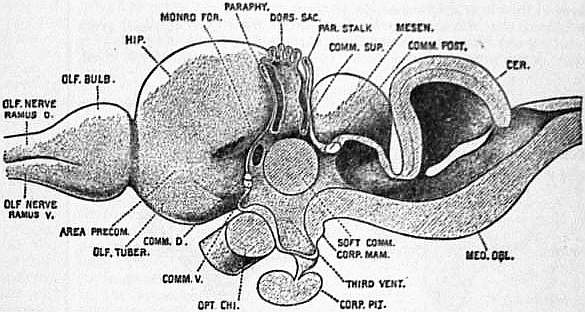 PARAPHY.
MONRO FOR.
DORS. SAC.
PAR. STALK
HIP.
COMM. SUP.
MESEN.
COMM. POST.
CER.
OLF. BULB.
OLF. NERVE
RAMUS D.
OLF NERVE
RAMUS V.
AREA PRECOM.
OLF. TUBER.
COMM. D.
COMM. V.
OPT. CHI.
SOFT COMM.
CORP. MAM.
THIRD VENT.
CORP. PIT.
MED. OBL.